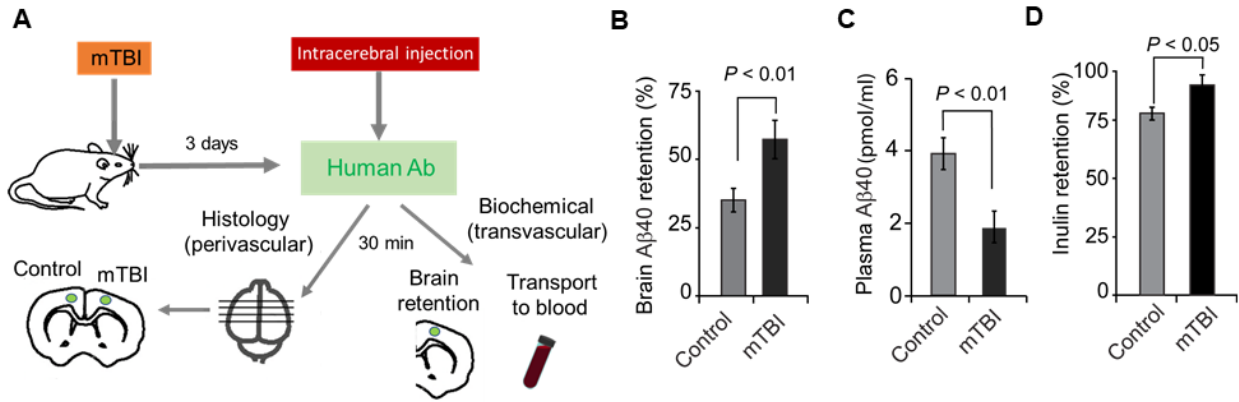 A
mTBI
Intracerebral injection
3 days
Human Ab
Histology
(perivascular)
30 min
Biochemical
(transvascular)
Control
mTBI
Brain
retention
Transport
to blood
B
P < 0.01
Brain Aβ40 retention (%)
75
50
25
0
Control
mTBI
C
P < 0.01
Plasma Aβ40 (pmol/ml)
6
4
2
0
Control
mTBI
D
P < 0.05
Inulin retention (%)
100
75
25
0
Control
mTBI